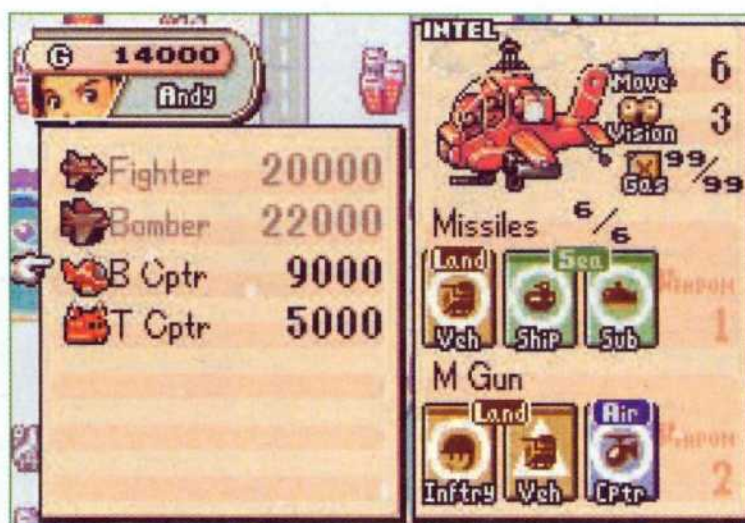 G 14000
Andy
Fighter 20000
Bomber 22000
B Cptr 9000
T Cptr 5000
INTEL
Move 6
Vision 3
Gas 99/99
Missiles 6/6
Land Sea
Veh Ship Sub
Weapon 1
M Gun
Land Air
Inftry Veh Cptr
Weapon 2